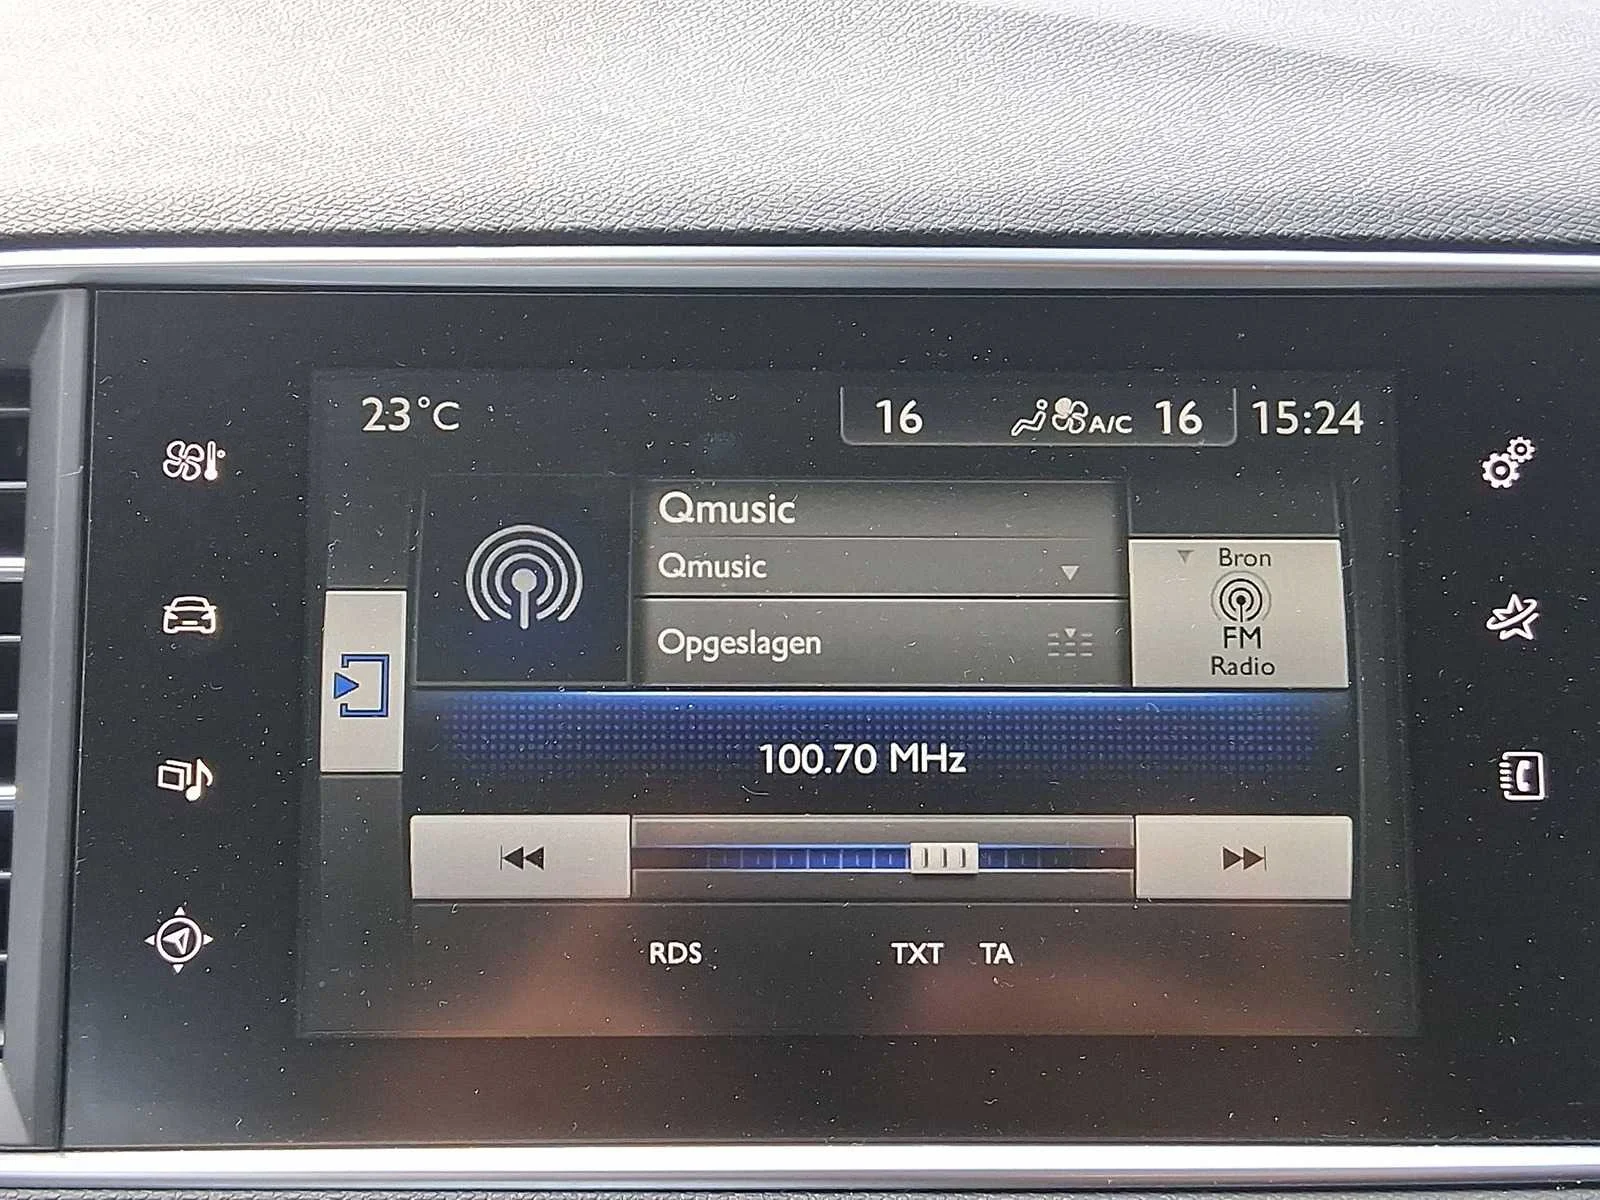 23°C 16 A/C 16 15:24
Qmusic
Qmusic
Opgeslagen
Bron
FM
Radio
100.70 MHz
RDS TXT TA